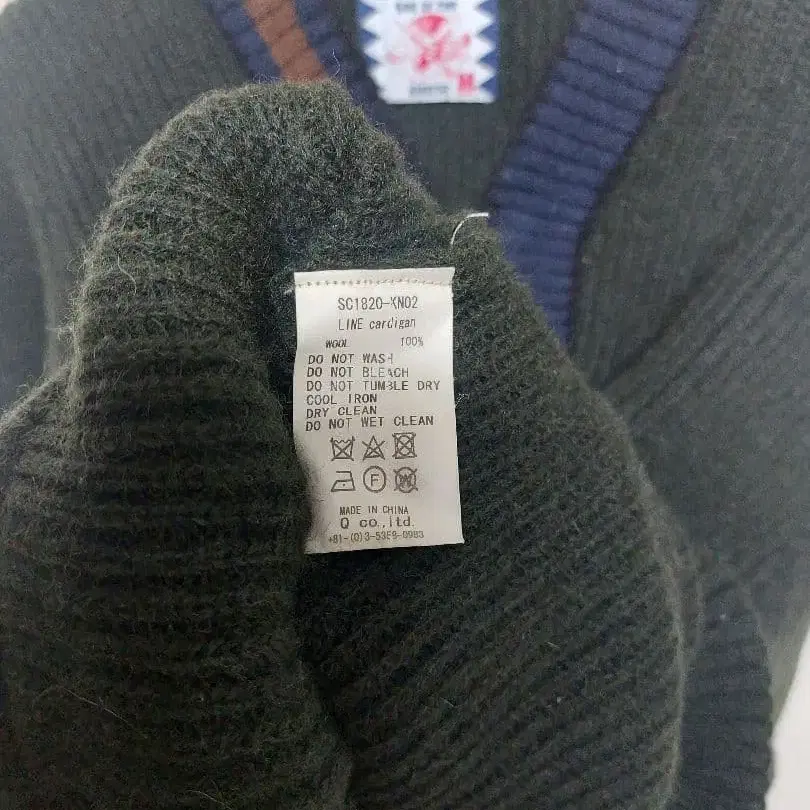 M
SC1820-KN02
LINE cardigan
WOOL 100%
DO NOT WASH
DO NOT BLEACH
DO NOT TUMBLE DRY
COOL IRON
DRY CLEAN
DO NOT WET CLEAN
F
W
MADE IN CHINA
Q co.,ltd.